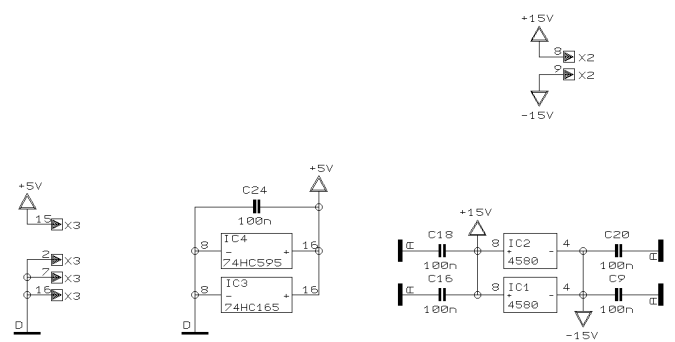 +15V
8 X2
9 X2
-15V
+5V
15 X3
2 X3
7 X3
16 X3
D
+5V
C24
100n
8 IC4 16
- +
74HC595
8 IC3 16
- +
74HC165
D
+15V
A C18 8 IC2 4 C20 A
+ -
100n 4580 100n
A C16 8 IC1 4 C9 A
+ -
100n 4580 100n
-15V